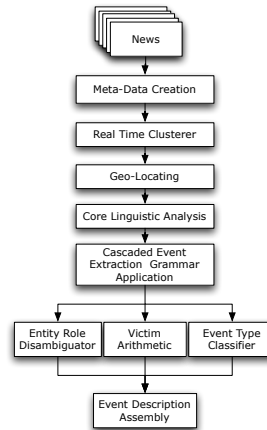 News
Meta-Data Creation
Real Time Clusterer
Geo-Locating
Core Linguistic Analysis
Cascaded Event
Extraction Grammar
Application
Entity Role
Disambiguator
Victim
Arithmetic
Event Type
Classifier
Event Description
Assembly